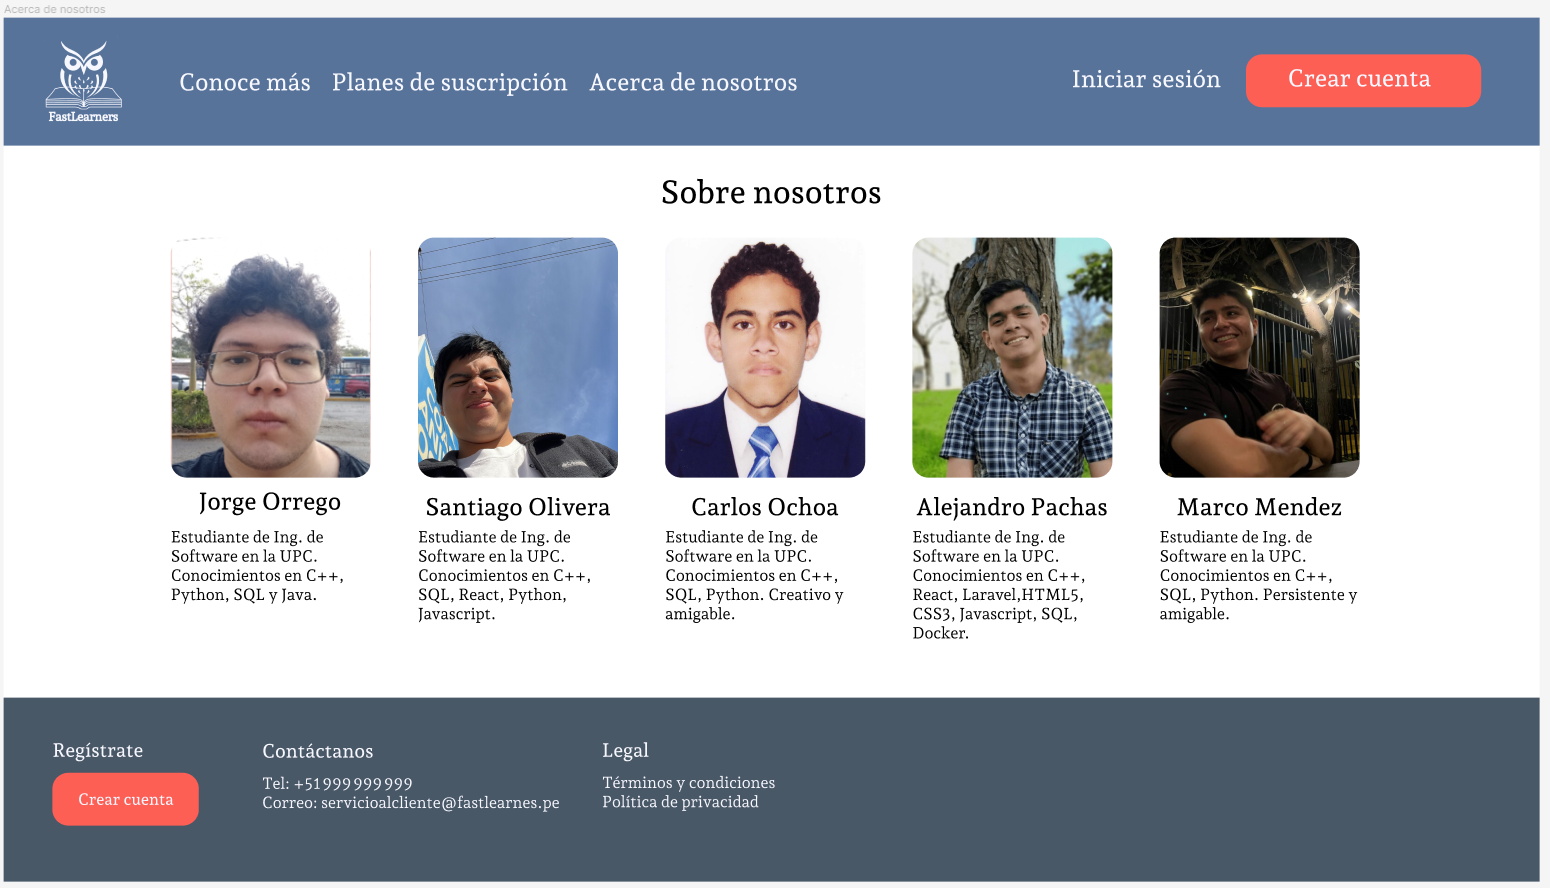 Acerca de nosotros
FastLearners
Conoce más
Planes de suscripción
Acerca de nosotros
Iniciar sesión
Crear cuenta
Sobre nosotros
Jorge Orrego
Estudiante de Ing. de
Software en la UPC.
Conocimientos en C++,
Python, SQL y Java.
Santiago Olivera
Estudiante de Ing. de
Software en la UPC.
Conocimientos en C++,
SQL, React, Python,
Javascript.
Carlos Ochoa
Estudiante de Ing. de
Software en la UPC.
Conocimientos en C++,
SQL, Python. Creativo y
amigable.
Alejandro Pachas
Estudiante de Ing. de
Software en la UPC.
Conocimientos en C++,
React, Laravel,HTML5,
CSS3, Javascript, SQL,
Docker.
Marco Mendez
Estudiante de Ing. de
Software en la UPC.
Conocimientos en C++,
SQL, Python. Persistente y
amigable.
Regístrate
Crear cuenta
Contáctanos
Tel: +51 999 999 999
Correo: servicioalcliente@fastlearnes.pe
Legal
Términos y condiciones
Política de privacidad